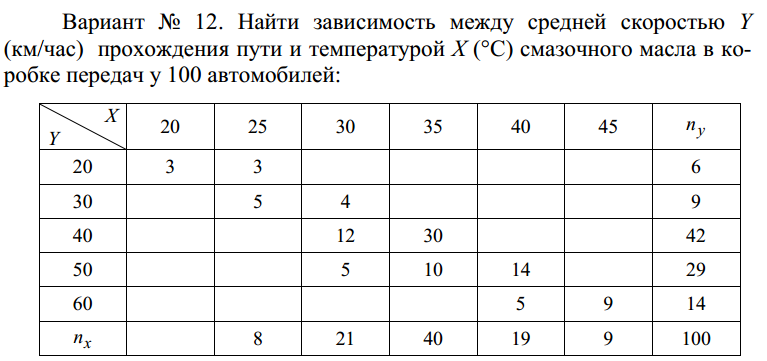 Вариант № 12. Найти зависимость между средней скоростью Y
(км/час) прохождения пути и температурой X (°С) смазочного масла в ко-
робке передач у 100 автомобилей:
X
Y 20 25 30 35 40 45 n_y
20 3 3 6
30 5 4 9
40 12 30 42
50 5 10 14 29
60 5 9 14
n_x 8 21 40 19 9 100